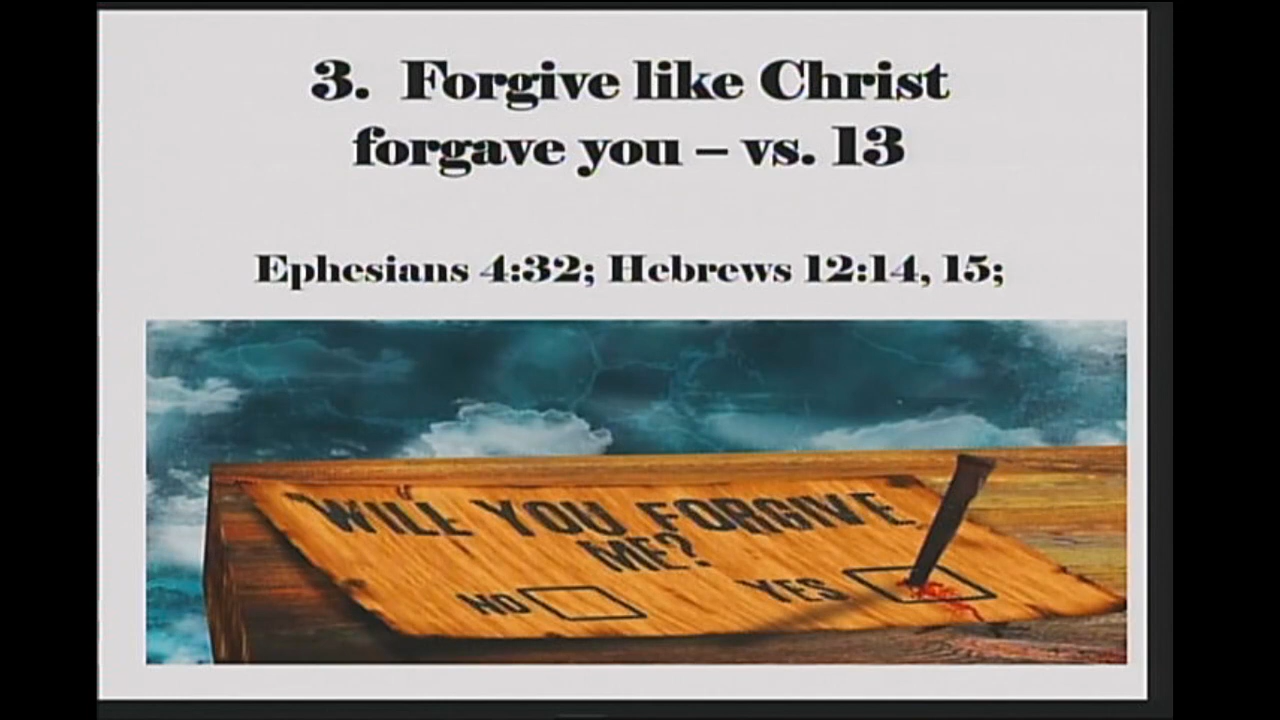 3. Forgive like Christ
forgave you – vs. 13
Ephesians 4:32; Hebrews 12:14, 15;
WILL YOU FORGIVE
ME?
NO YES